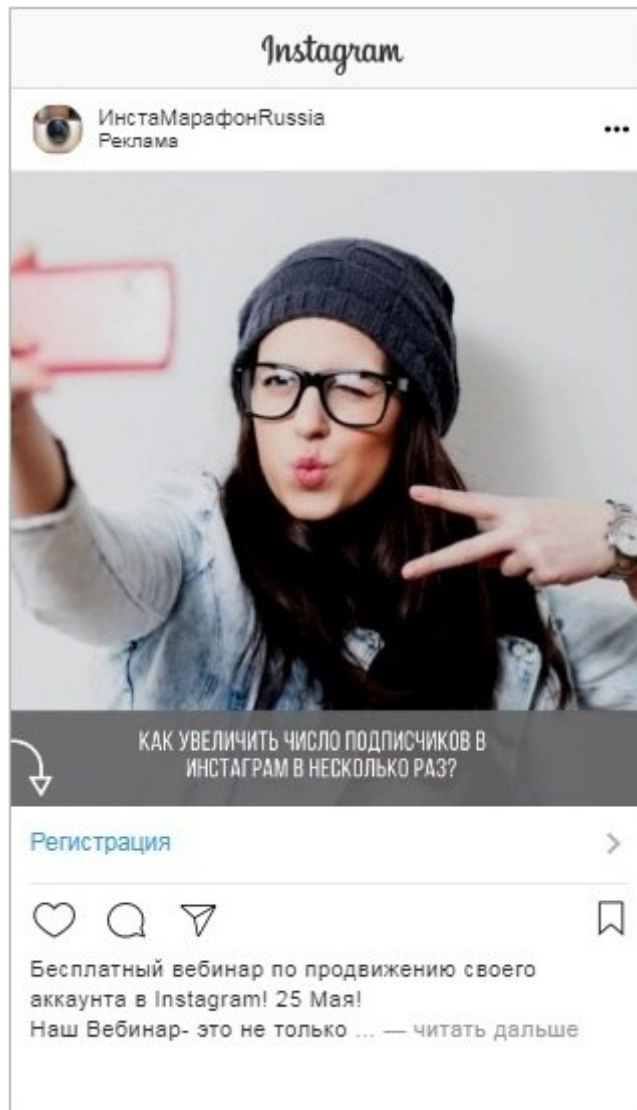 Instagram
ИнстаМарафонRussia
Реклама
КАК УВЕЛИЧИТЬ ЧИСЛО ПОДПИСЧИКОВ В
ИНСТАГРАМ В НЕСКОЛЬКО РАЗ?
Регистрация
Бесплатный вебинар по продвижению своего
аккаунта в Instagram! 25 Мая!
Наш Вебинар- это не только ... — читать дальше